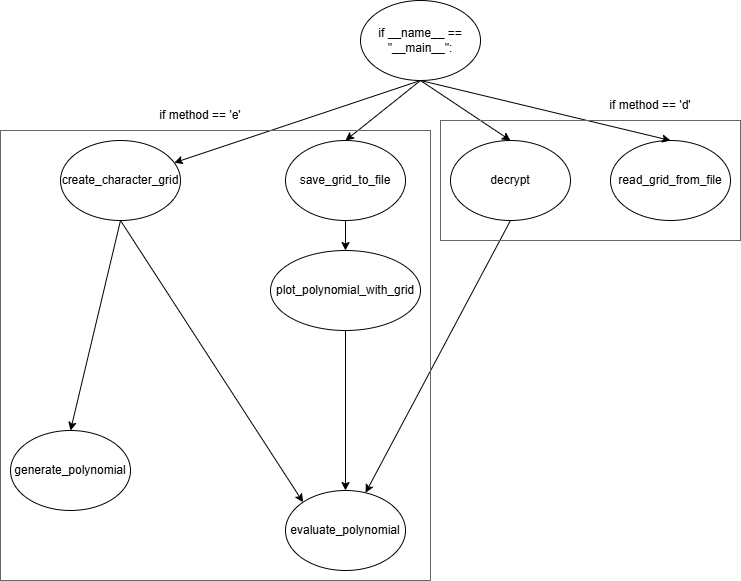 if __name__ ==
"__main__":
if method == 'e'
if method == 'd'
create_character_grid
save_grid_to_file
decrypt
read_grid_from_file
plot_polynomial_with_grid
generate_polynomial
evaluate_polynomial